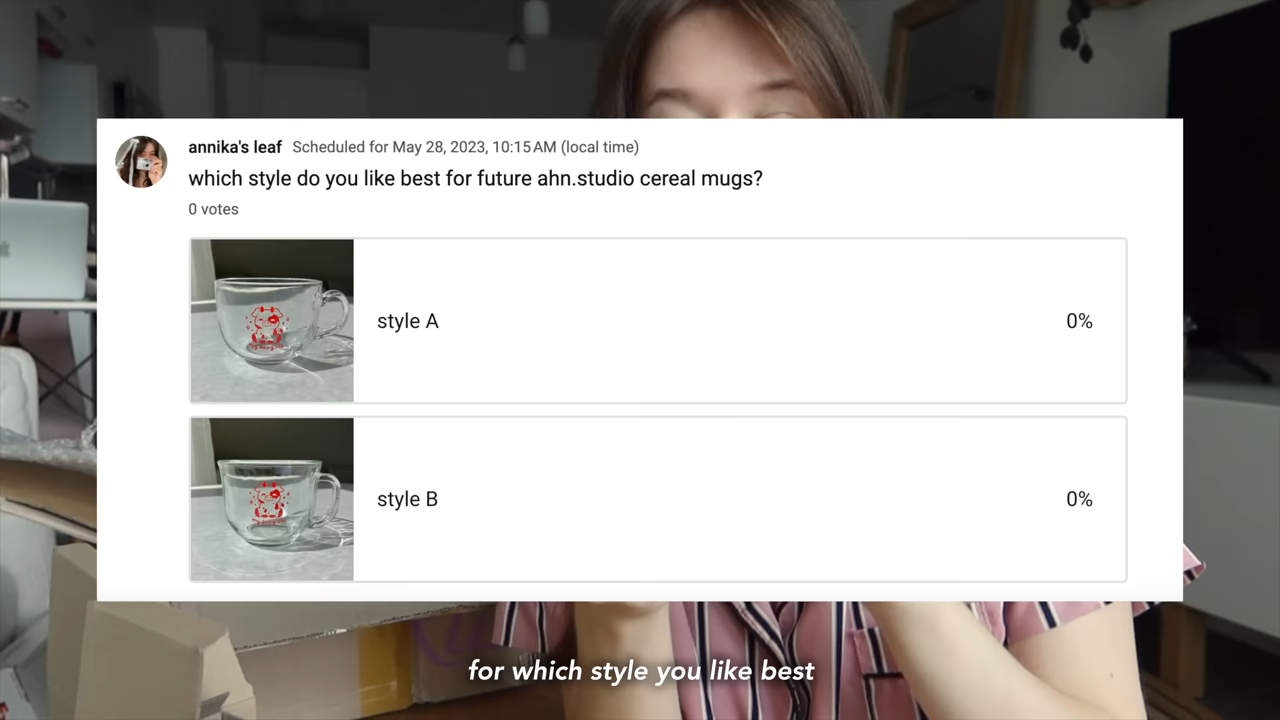 annika's leaf Scheduled for May 28, 2023, 10:15 AM (local time)
which style do you like best for future ahn.studio cereal mugs?
0 votes
style A
0%
style B
0%
for which style you like best